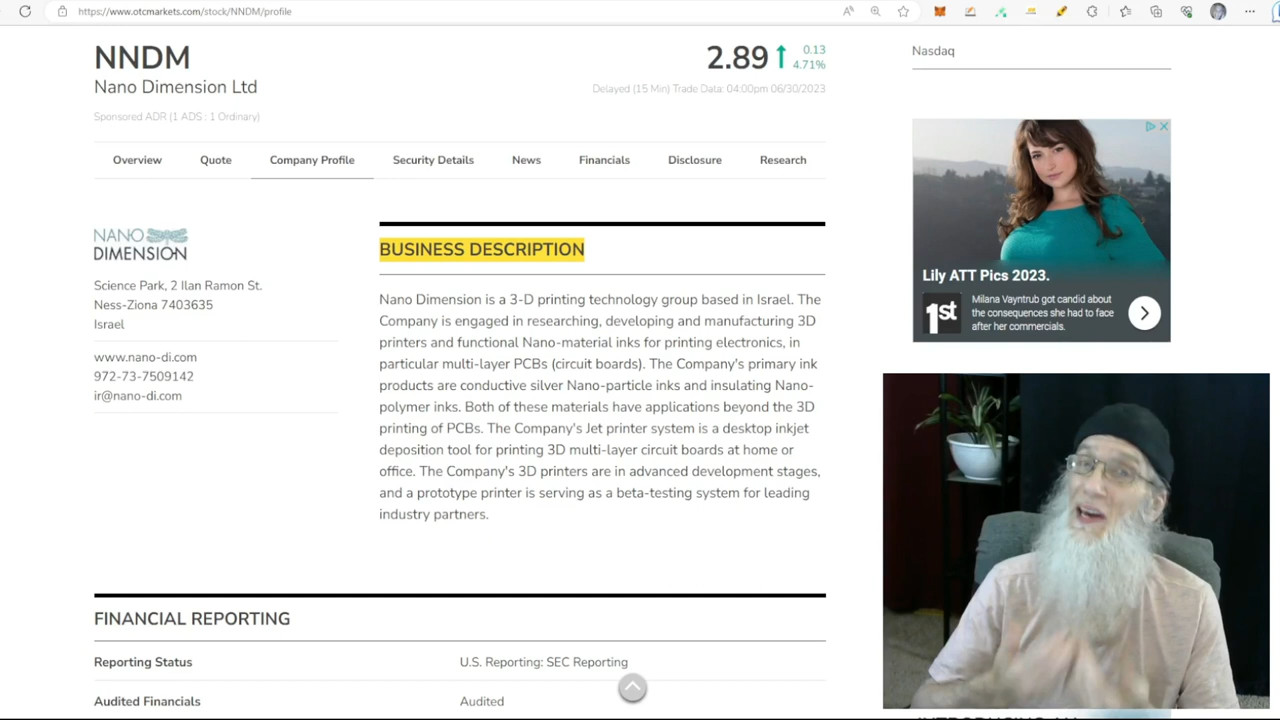 https://www.otcmarkets.com/stock/NNDM/profile
NNDM
Nano Dimension Ltd
Sponsored ADR (1 ADS : 1 Ordinary)
2.89
0.13
4.71%
Delayed (15 Min) Trade Data: 04:00pm 06/30/2023
Nasdaq
Overview Quote Company Profile Security Details News Financials Disclosure Research
NANO
DIMENSION
Science Park, 2 Ilan Ramon St.
Ness-Ziona 7403635
Israel
www.nano-di.com
972-73-7509142
ir@nano-di.com
BUSINESS DESCRIPTION
Nano Dimension is a 3-D printing technology group based in Israel. The
Company is engaged in researching, developing and manufacturing 3D
printers and functional Nano-material inks for printing electronics, in
particular multi-layer PCBs (circuit boards). The Company's primary ink
products are conductive silver Nano-particle inks and insulating Nano-
polymer inks. Both of these materials have applications beyond the 3D
printing of PCBs. The Company's Jet printer system is a desktop inkjet
deposition tool for printing 3D multi-layer circuit boards at home or
office. The Company's 3D printers are in advanced development stages,
and a prototype printer is serving as a beta-testing system for leading
industry partners.
Lily ATT Pics 2023.
1st
Milana Vayntrub got candid about
the consequences she had to face
after her commercials.
FINANCIAL REPORTING
Reporting Status U.S. Reporting: SEC Reporting
Audited Financials Audited